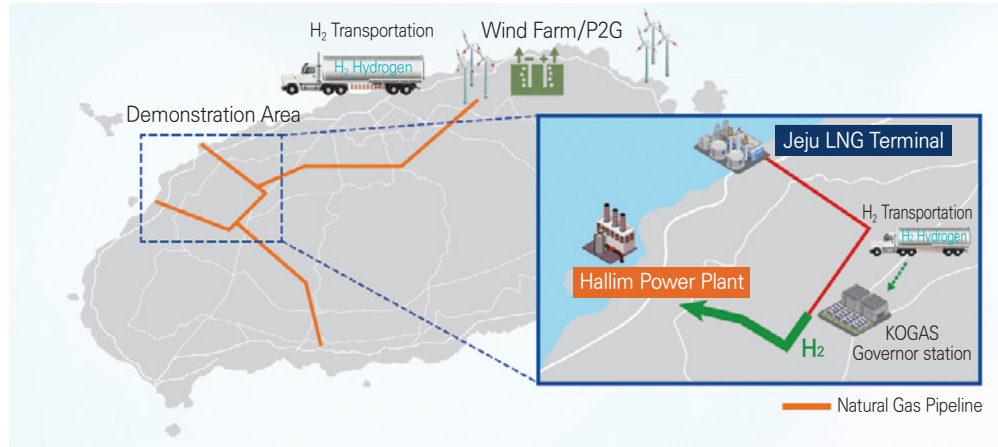 H₂ Transportation
Wind Farm/P2G
H₂ Hydrogen
Demonstration Area
Jeju LNG Terminal
H₂ Transportation
H₂ Hydrogen
Hallim Power Plant
H₂
KOGAS
Governor station
Natural Gas Pipeline